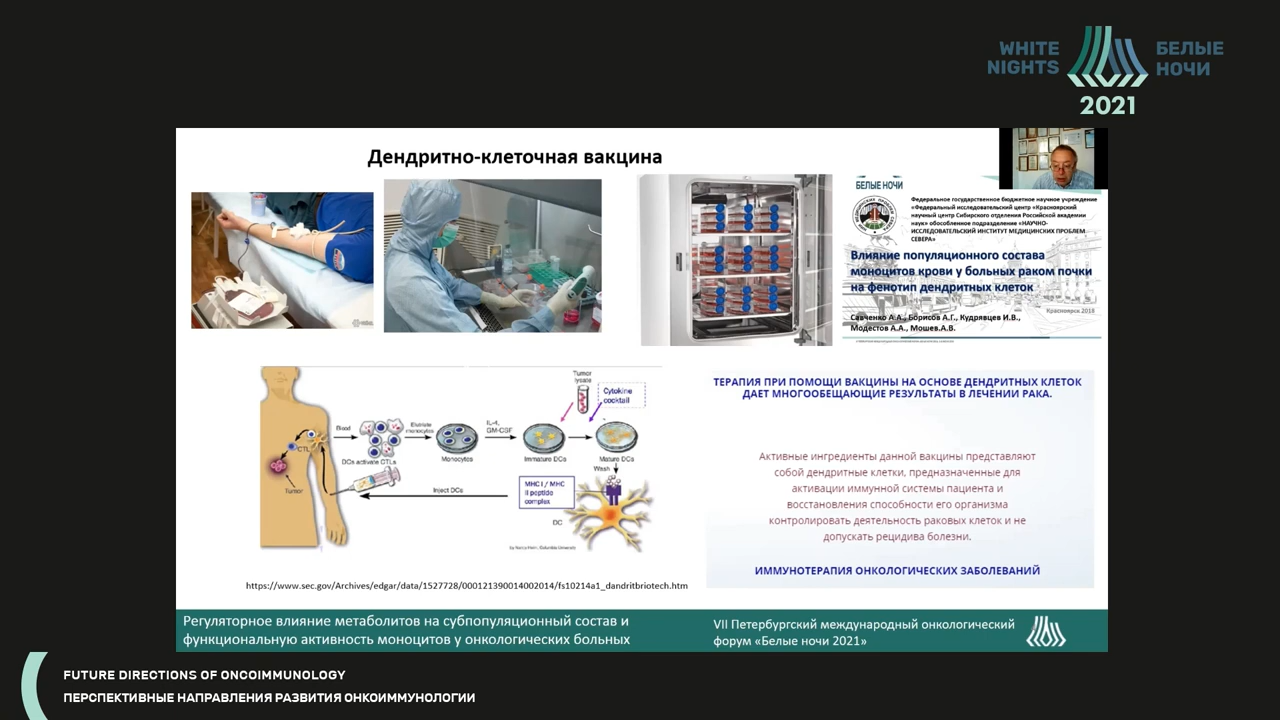 WHITE
NIGHTS
БЕЛЫЕ
НОЧИ
2021
Дендритно-клеточная вакцина
БЕЛЫЕ НОЧИ
Федеральное государственное бюджетное научное учреждение
«Федеральный исследовательский центр «Красноярский
научный центр Сибирского отделения Российской академии
наук» обособленное подразделение «НАУЧНО-
ИССЛЕДОВАТЕЛЬСКИЙ ИНСТИТУТ МЕДИЦИНСКИХ ПРОБЛЕМ
СЕВЕРА»
Влияние популяционного состава
моноцитов крови у больных раком почки
на фенотип дендритных клеток
Савченко А.А., Борисов А.Г., Кудрявцев И.В.,
Модестов А.А., Мошев.А.В.
Красноярск 2018
Tumor
lysate
Cytokine
cocktail
Blood
Elutriate
monocytes
IL-4,
GM-CSF
CTL
DCs activate CTLs
Monocytes
Immature DCs
Mature DCs
Wash
Tumor
Inject DCs
MHC I / MHC
II peptide
complex
DC
https://www.sec.gov/Archives/edgar/data/1527728/000121390014002014/fs10214a1_dandritbriotech.htm
ТЕРАПИЯ ПРИ ПОМОЩИ ВАКЦИНЫ НА ОСНОВЕ ДЕНДРИТНЫХ КЛЕТОК
ДАЕТ МНОГООБЕЩАЮЩИЕ РЕЗУЛЬТАТЫ В ЛЕЧЕНИИ РАКА.
Активные ингредиенты данной вакцины представляют
собой дендритные клетки, предназначенные для
активации иммунной системы пациента и
восстановления способности его организма
контролировать деятельность раковых клеток и не
допускать рецидива болезни.
ИММУНОТЕРАПИЯ ОНКОЛОГИЧЕСКИХ ЗАБОЛЕВАНИЙ
Регуляторное влияние метаболитов на субпопуляционный состав и
функциональную активность моноцитов у онкологических больных
VII Петербургский международный онкологический
форум «Белые ночи 2021»
FUTURE DIRECTIONS OF ONCOIMMUNOLOGY
ПЕРСПЕКТИВНЫЕ НАПРАВЛЕНИЯ РАЗВИТИЯ ОНКОИММУНОЛОГИИ